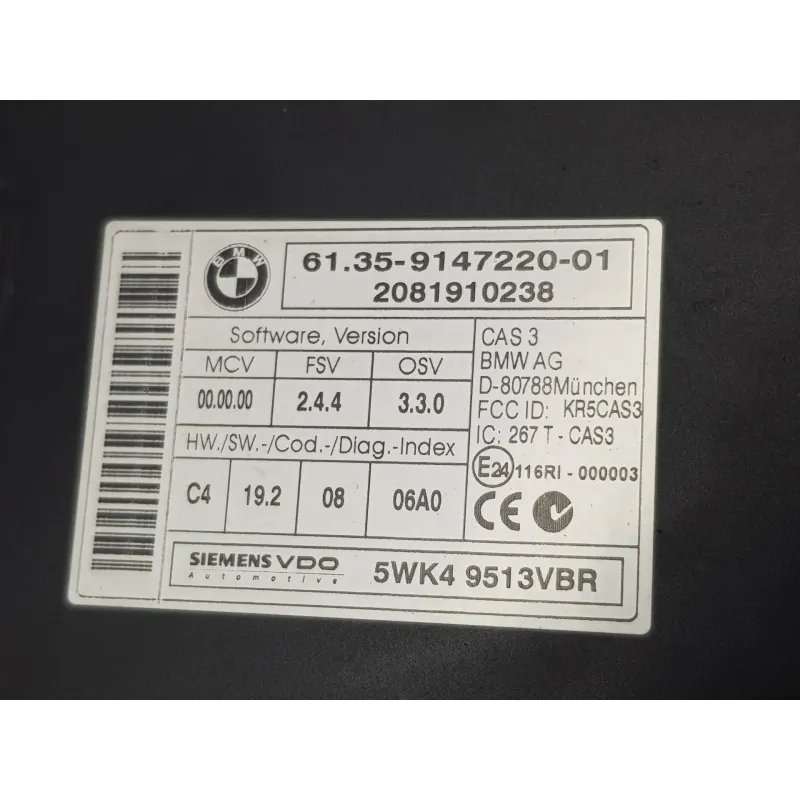 BMW
61.35-9147220-01
2081910238
Software, Version
MCV FSV OSV
00.00.00 2.4.4 3.3.0
HW./SW.-/Cod.-/Diag.-Index
C4 19.2 08 06A0
CAS 3
BMW AG
D-80788München
FCC ID: KR5CAS3
IC: 267 T - CAS3
E24 116RI - 000003
CE
SIEMENS VDO
Automotive
5WK4 9513VBR